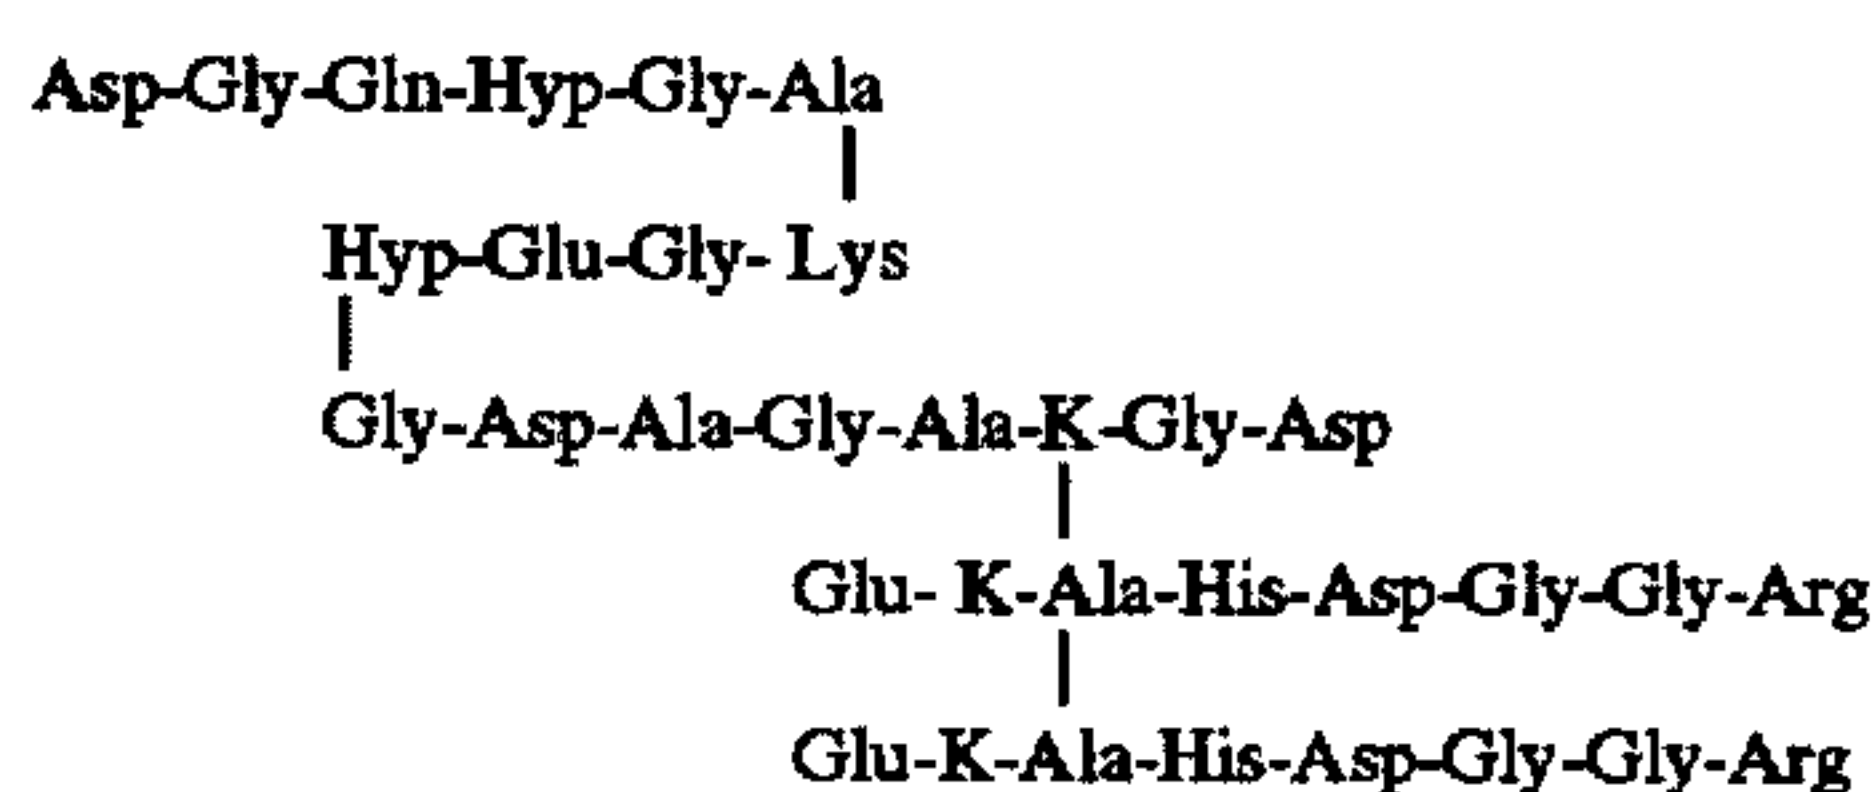 Asp-Gly-Gln-Hyp-Gly-Ala
Hyp-Glu-Gly- Lys
Gly-Asp-Ala-Gly-Ala-K-Gly-Asp
Glu- K-Ala-His-Asp-Gly-Gly-Arg
Glu-K-Ala-His-Asp-Gly-Gly-Arg